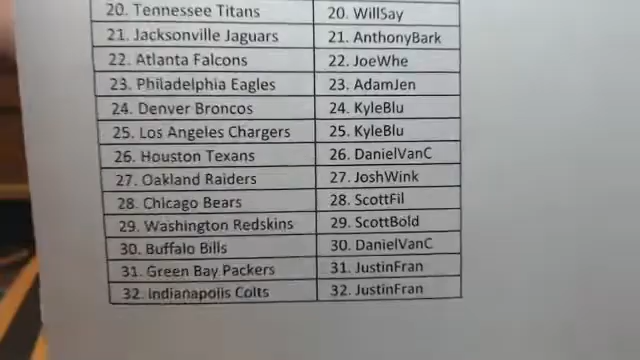 20. Tennessee Titans 20. WillSay
21. Jacksonville Jaguars 21. AnthonyBark
22. Atlanta Falcons 22. JoeWhe
23. Philadelphia Eagles 23. AdamJen
24. Denver Broncos 24. KyleBlu
25. Los Angeles Chargers 25. KyleBlu
26. Houston Texans 26. DanielVanC
27. Oakland Raiders 27. JoshWink
28. Chicago Bears 28. ScottFil
29. Washington Redskins 29. ScottBold
30. Buffalo Bills 30. DanielVanC
31. Green Bay Packers 31. JustinFran
32. Indianapolis Colts 32. JustinFran